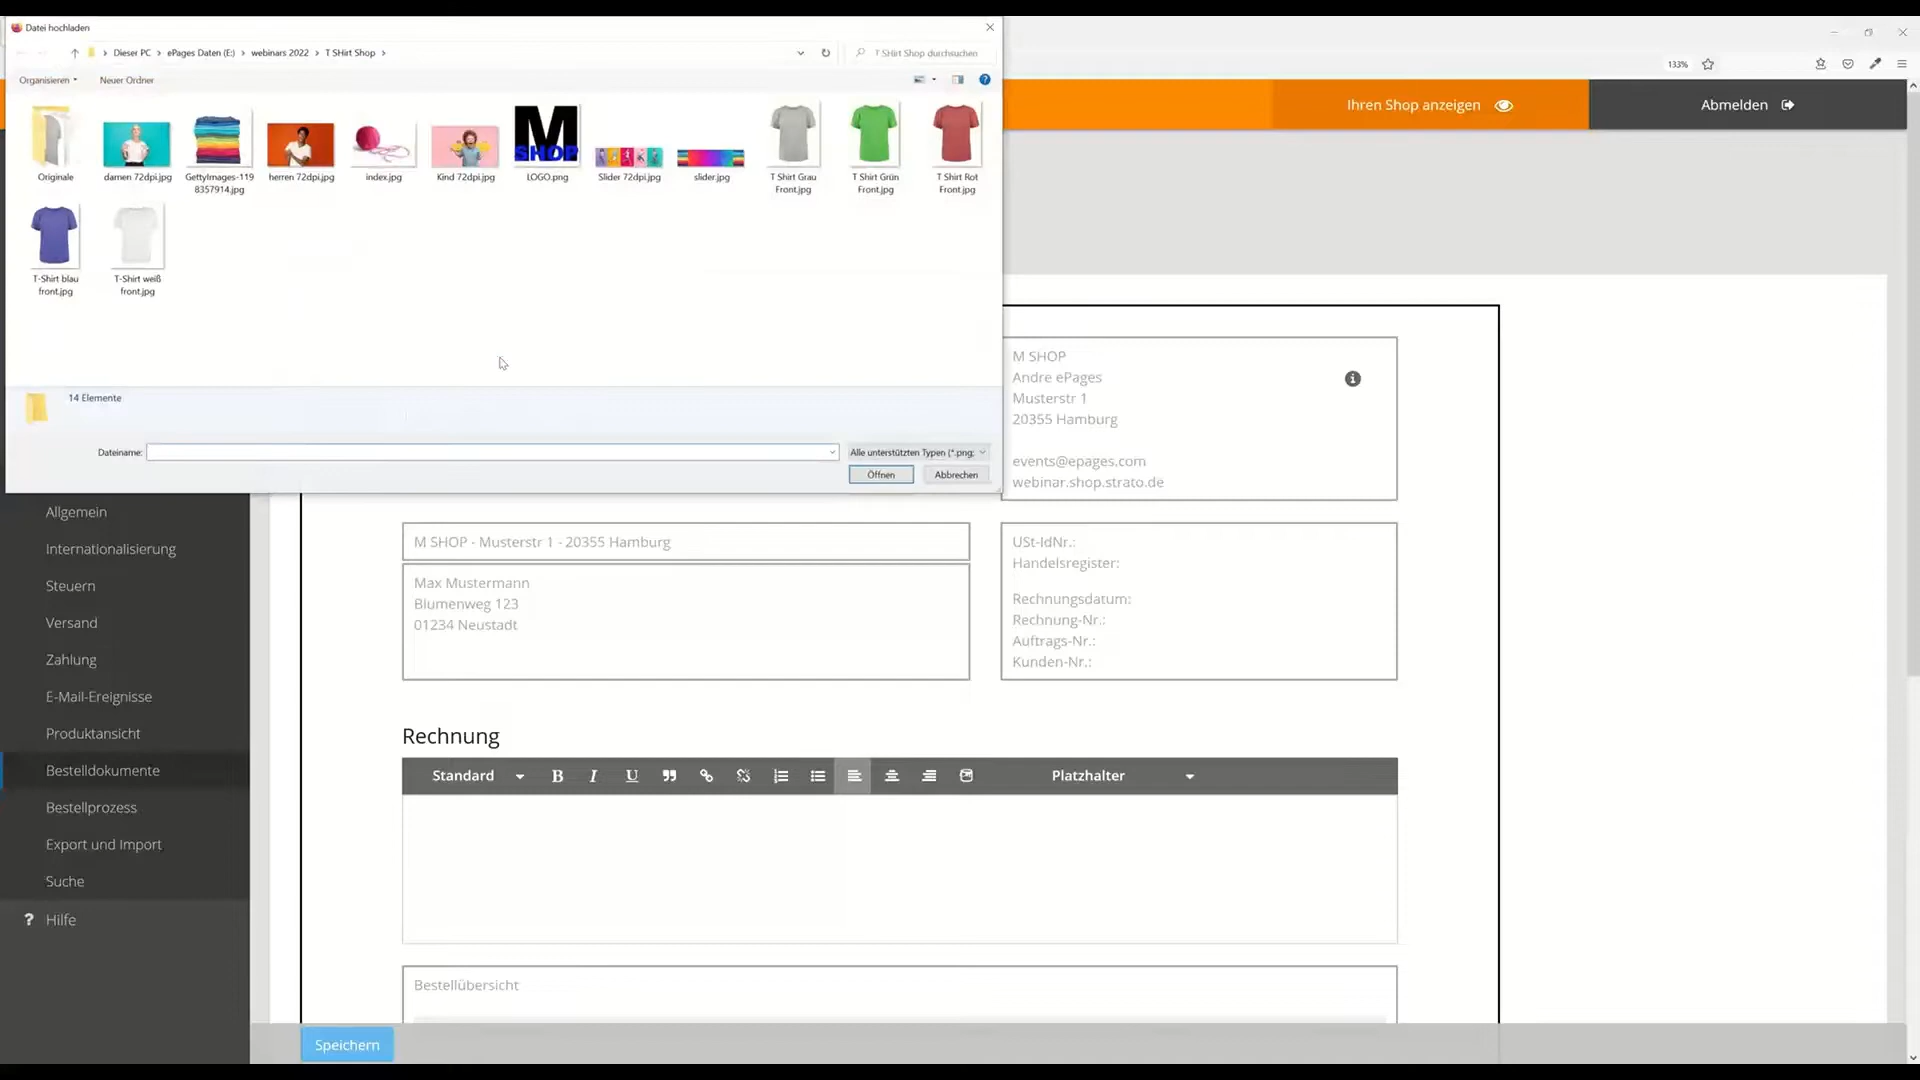 Datei hochladen
Dieser PC > ePages Daten (E:) > webinars 2022 > T SHirt Shop >
T SHirt Shop durchsuchen
Organisieren
Neuer Ordner
133%
Ihren Shop anzeigen
Abmelden
M
SHOP
Originale
damen 72dpi.jpg
GettyImages-119
8357914.jpg
herren 72dpi.jpg
index.jpg
Kind 72dpi.jpg
LOGO.png
Slider 72dpi.jpg
slider.jpg
T Shirt Grau
Front.jpg
T Shirt Grün
Front.jpg
T Shirt Rot
Front.jpg
T-Shirt blau
front.jpg
T-Shirt weiß
front.jpg
14 Elemente
Dateiname:
Alle unterstützten Typen (*.png;
Öffnen
Abbrechen
M SHOP
Andre ePages
Musterstr 1
20355 Hamburg
events@epages.com
webinar.shop.strato.de
Allgemein
Internationalisierung
Steuern
Versand
Zahlung
E-Mail-Ereignisse
Produktansicht
Bestelldokumente
Bestellprozess
Export und Import
Suche
? Hilfe
M SHOP - Musterstr 1 - 20355 Hamburg
Max Mustermann
Blumenweg 123
01234 Neustadt
USt-IdNr.:
Handelsregister:
Rechnungsdatum:
Rechnung-Nr.:
Auftrags-Nr.:
Kunden-Nr.:
Rechnung
Standard
B
I
U
Platzhalter
Bestellübersicht
Speichern